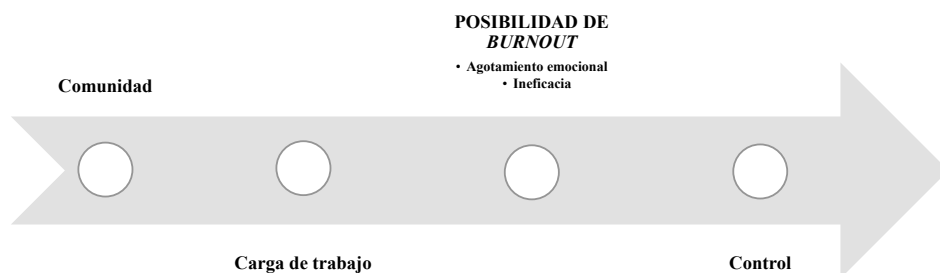 POSIBILIDAD DE
BURNOUT
• Agotamiento emocional
• Ineficacia
Comunidad
Carga de trabajo
Control